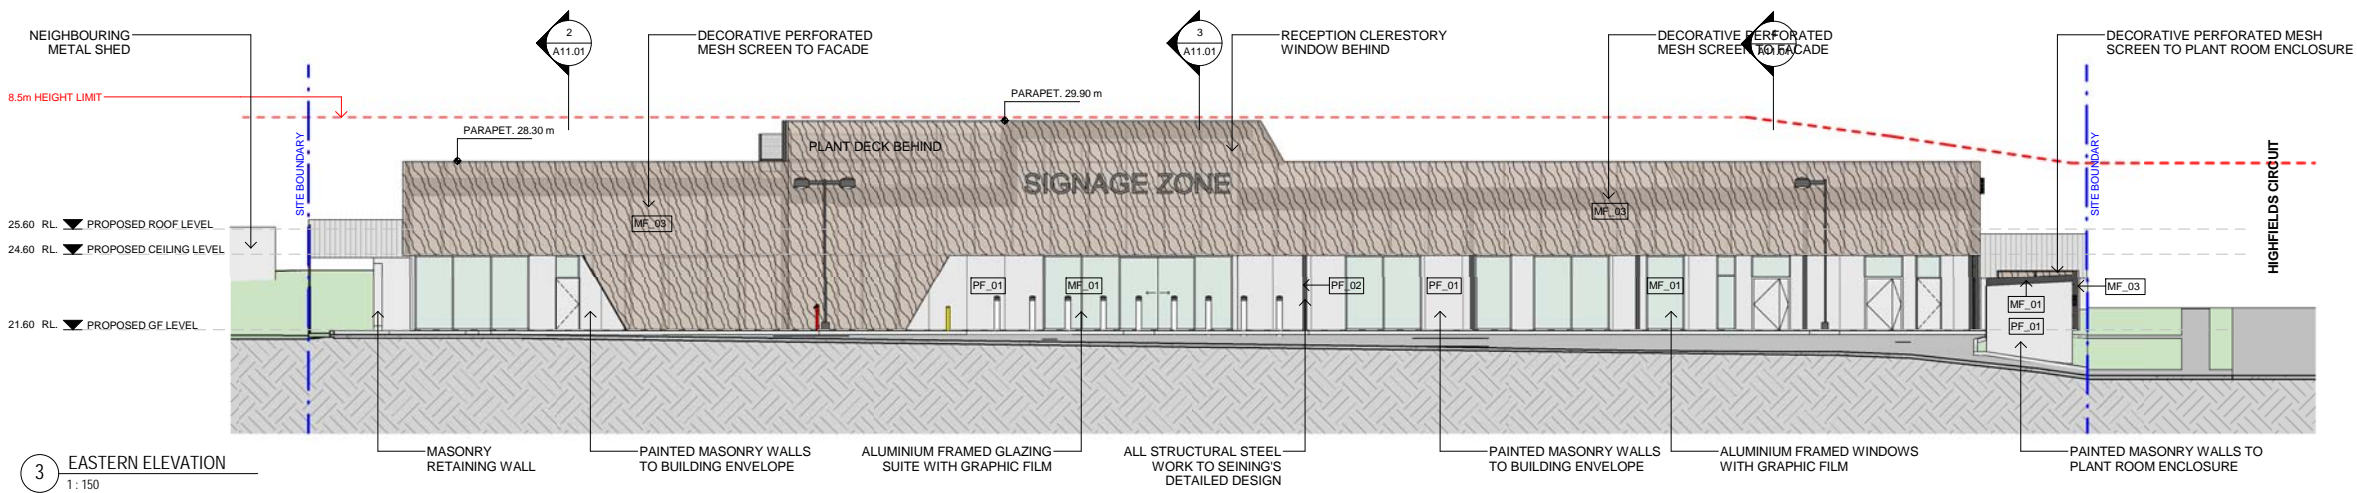 NEIGHBOURING
METAL SHED
2
A11.01
DECORATIVE PERFORATED
MESH SCREEN TO FACADE
3
A11.01
RECEPTION CLERESTORY
WINDOW BEHIND
DECORATIVE PERFORATED
MESH SCREEN TO FACADE
A11.01
DECORATIVE PERFORATED MESH
SCREEN TO PLANT ROOM ENCLOSURE
8.5m HEIGHT LIMIT
PARAPET. 29.90 m
PARAPET. 28.30 m
PLANT DECK BEHIND
SITE BOUNDARY
SITE BOUNDARY
HIGHFIELDS CIRCUIT
SIGNAGE ZONE
MF_03
MF_03
25.60 RL. PROPOSED ROOF LEVEL
24.60 RL. PROPOSED CEILING LEVEL
21.60 RL. PROPOSED GF LEVEL
PF_01
MF_01
PF_02
PF_01
MF_01
MF_03
MF_01
PF_01
MASONRY
RETAINING WALL
PAINTED MASONRY WALLS
TO BUILDING ENVELOPE
ALUMINIUM FRAMED GLAZING
SUITE WITH GRAPHIC FILM
ALL STRUCTURAL STEEL
WORK TO SEINING'S
DETAILED DESIGN
PAINTED MASONRY WALLS
TO BUILDING ENVELOPE
ALUMINIUM FRAMED WINDOWS
WITH GRAPHIC FILM
PAINTED MASONRY WALLS TO
PLANT ROOM ENCLOSURE
3
EASTERN ELEVATION
1 : 150